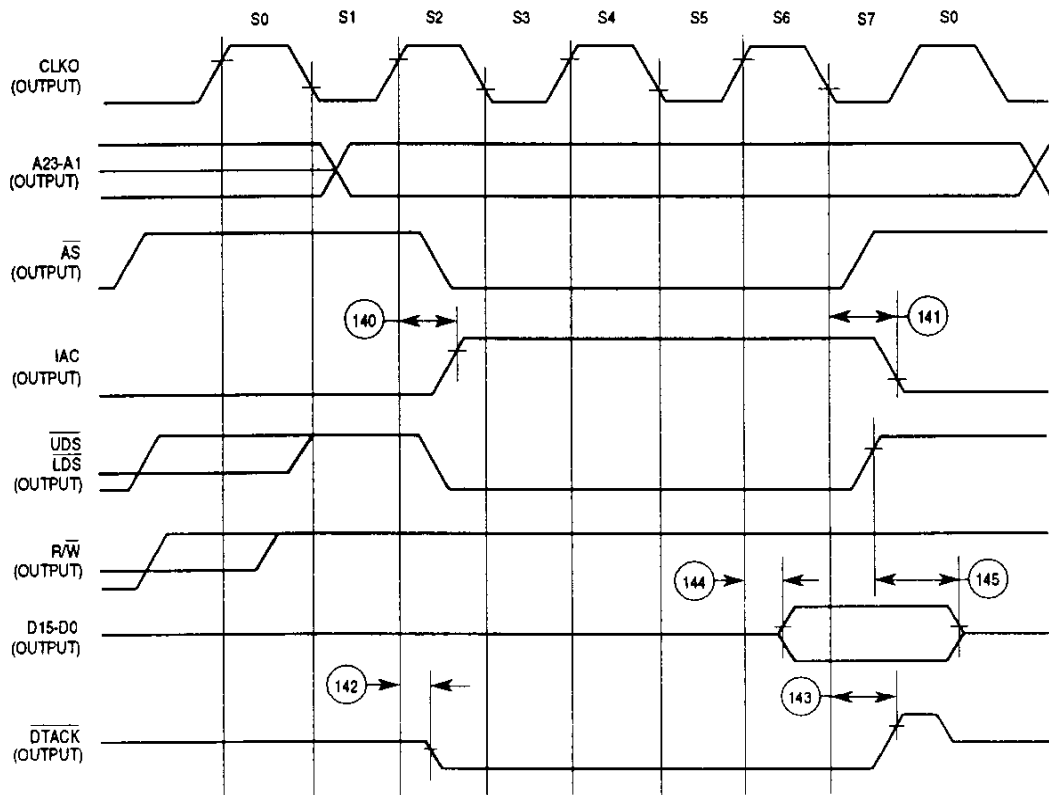 S0 S1 S2 S3 S4 S5 S6 S7 S0
CLKO
(OUTPUT)
A23-A1
(OUTPUT)
AS
(OUTPUT)
140
141
IAC
(OUTPUT)
UDS
LDS
(OUTPUT)
R/W
(OUTPUT)
144
145
D15-D0
(OUTPUT)
142
143
DTACK
(OUTPUT)